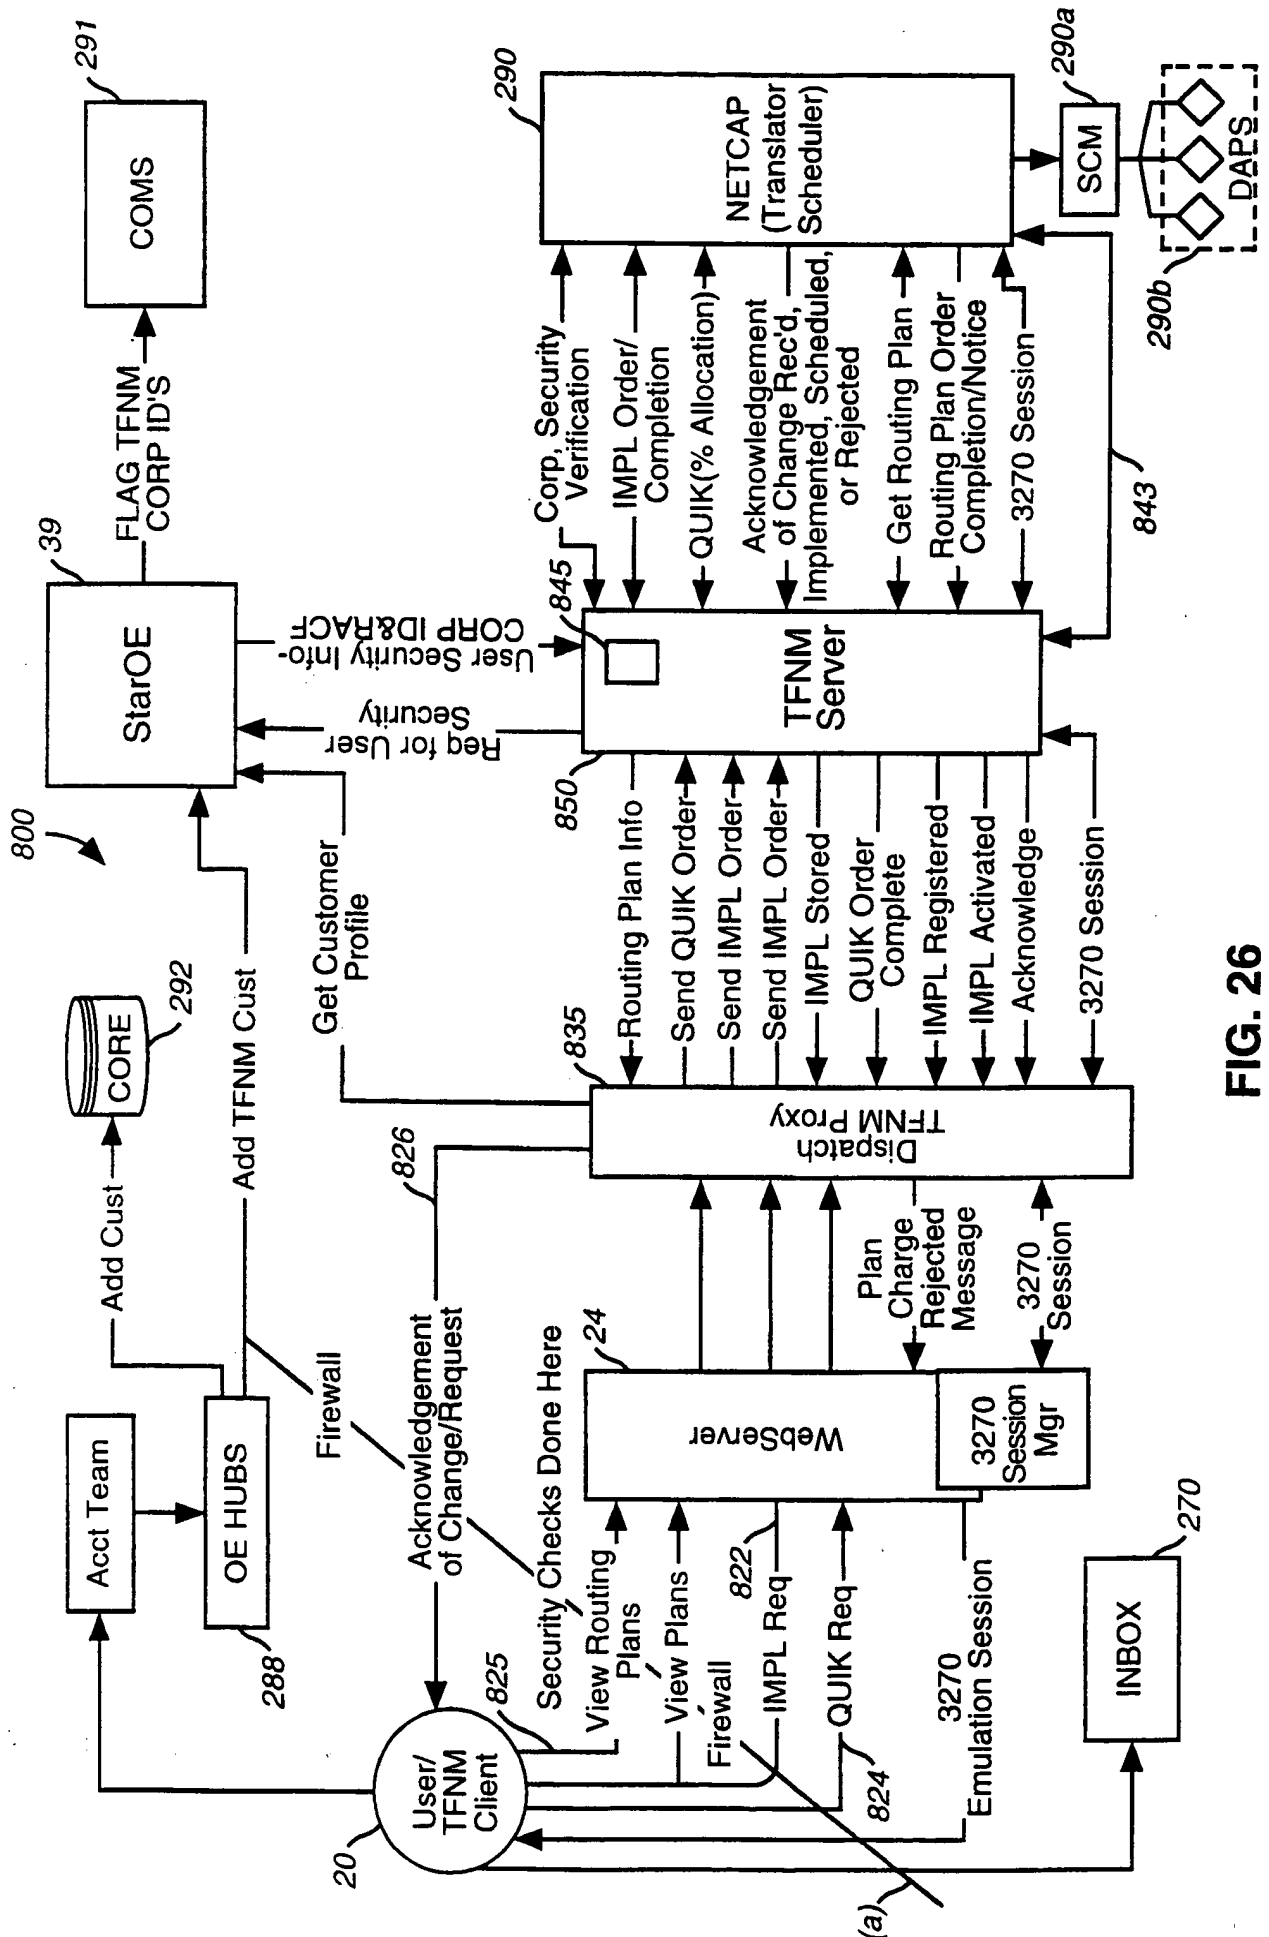 800
Acct Team
OE HUBS
288
Add Cust
CORE
292
Add TFNM Cust
Firewall
StarOE
39
FLAG TFNM
CORP ID'S
COMS
291
Get Customer
Profile
Req for User
Security
User Security Info-
CORP ID&RACF
826
Acknowledgement
of Change/Request
Security Checks Done Here
User/
TFNM
Client
20
825
View Routing
Plans
View Plans
Firewall
822
IMPL Req
QUIK Req
824
3270
Emulation Session
(a)
INBOX
270
WebServer
24
3270
Session
Mgr
Plan
Charge
Rejected
Message
3270
Session
Dispatch
TFNM Proxy
835
Routing Plan Info
Send QUIK Order
Send IMPL Order
Send IMPL Order
IMPL Stored
QUIK Order
Complete
IMPL Registered
IMPL Activated
Acknowledge
3270 Session
850
845
TFNM
Server
Corp, Security
Verification
IMPL Order/
Completion
QUIK(% Allocation)
Acknowledgement
of Change Rec'd,
Implemented, Scheduled,
or Rejected
Get Routing Plan
Routing Plan Order
Completion/Notice
3270 Session
843
NETCAP
(Translator
Scheduler)
290
SCM
290a
DAPS
290b
FIG. 26